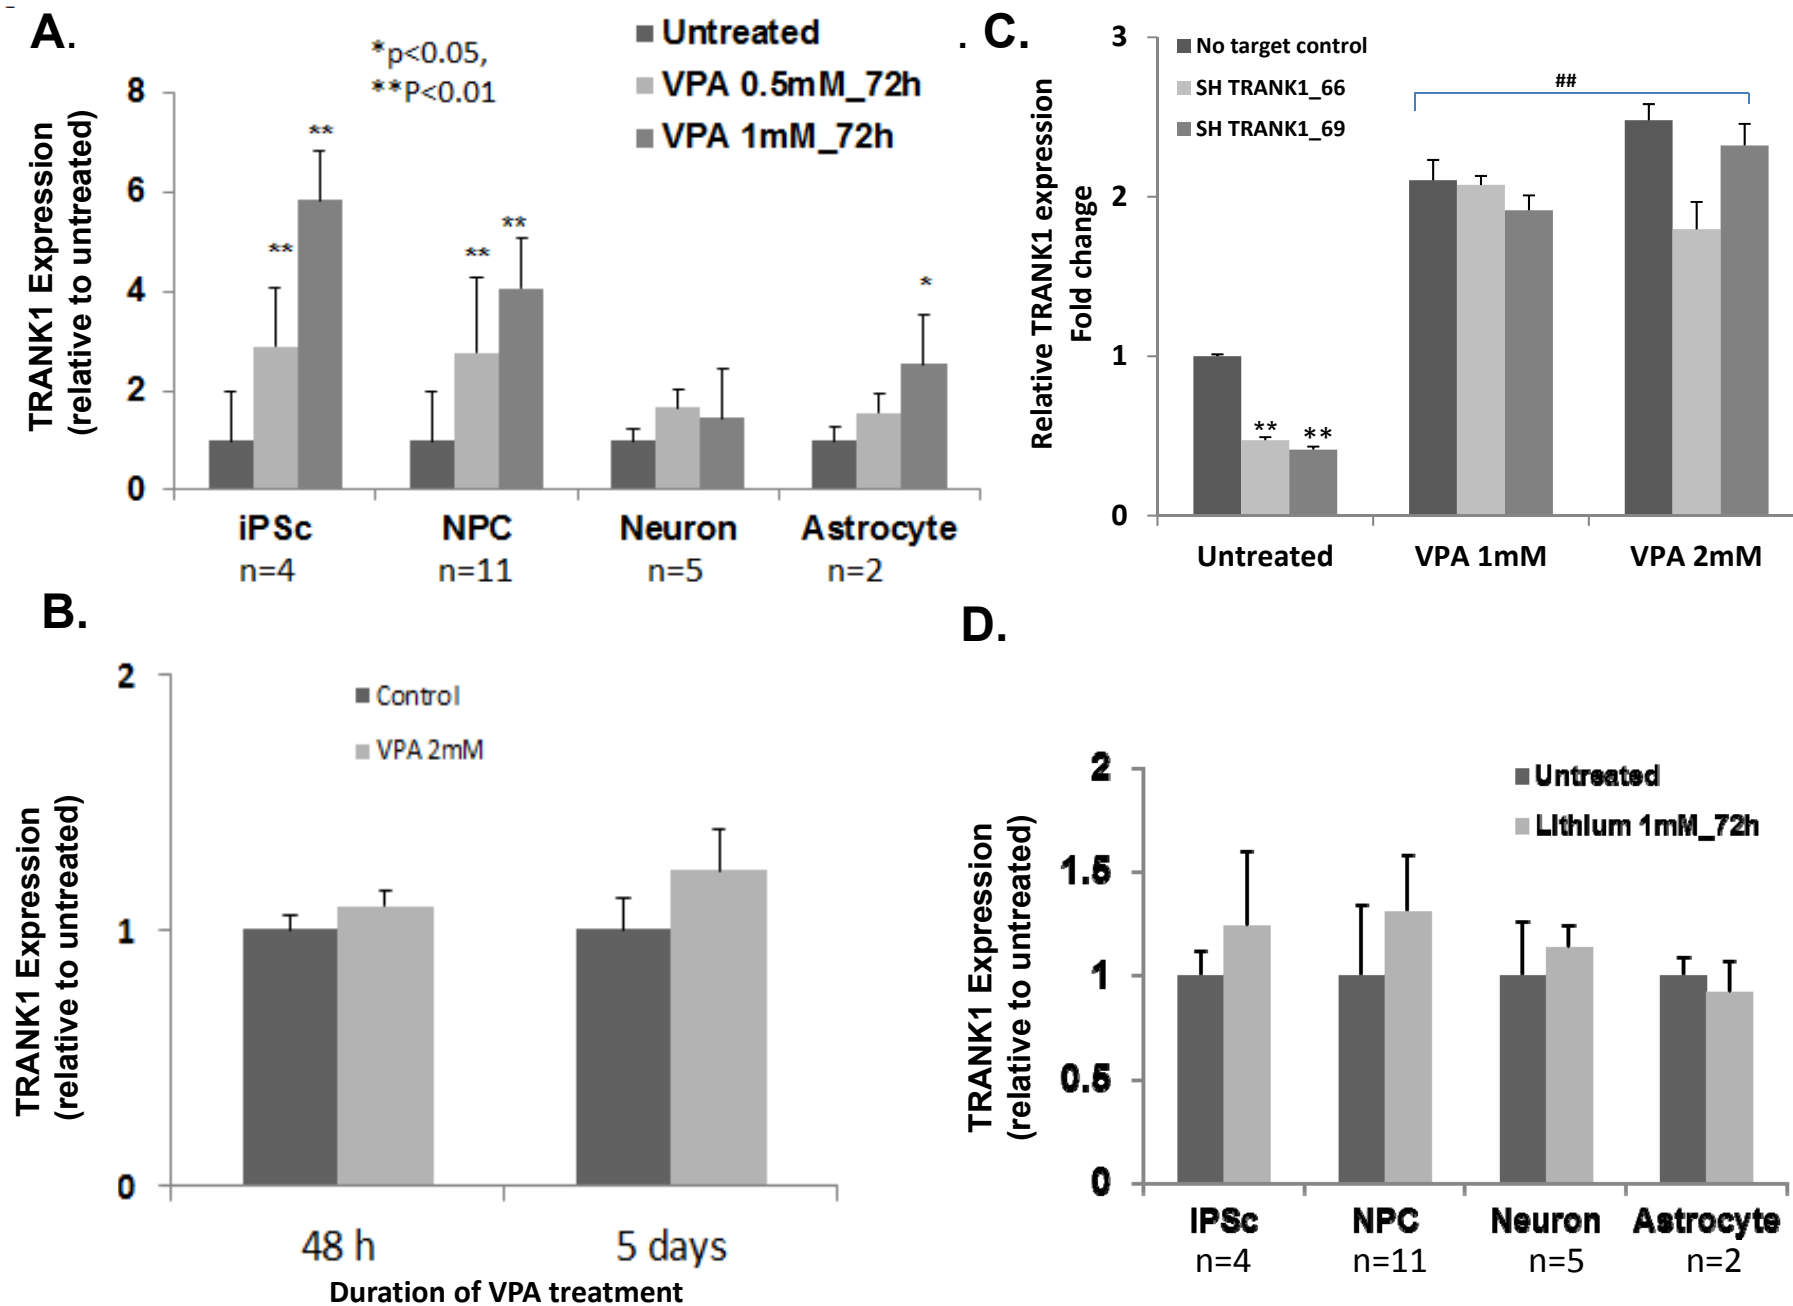 A.
*p<0.05,
**P<0.01
Untreated
VPA 0.5mM_72h
VPA 1mM_72h
TRANK1 Expression
(relative to untreated)
8
6
4
2
0
**
**
**
**
*
iPSc
NPC
Neuron
Astrocyte
n=4
n=11
n=5
n=2
. C.
No target control
SH TRANK1_66
SH TRANK1_69
##
Relative TRANK1 expression
Fold change
3
2
1
0
**
**
Untreated
VPA 1mM
VPA 2mM
B.
Control
VPA 2mM
TRANK1 Expression
(relative to untreated)
2
1
0
48 h
5 days
Duration of VPA treatment
D.
Untreated
Lithium 1mM_72h
TRANK1 Expression
(relative to untreated)
2
1.5
1
0.5
0
IPSc
NPC
Neuron
Astrocyte
n=4
n=11
n=5
n=2